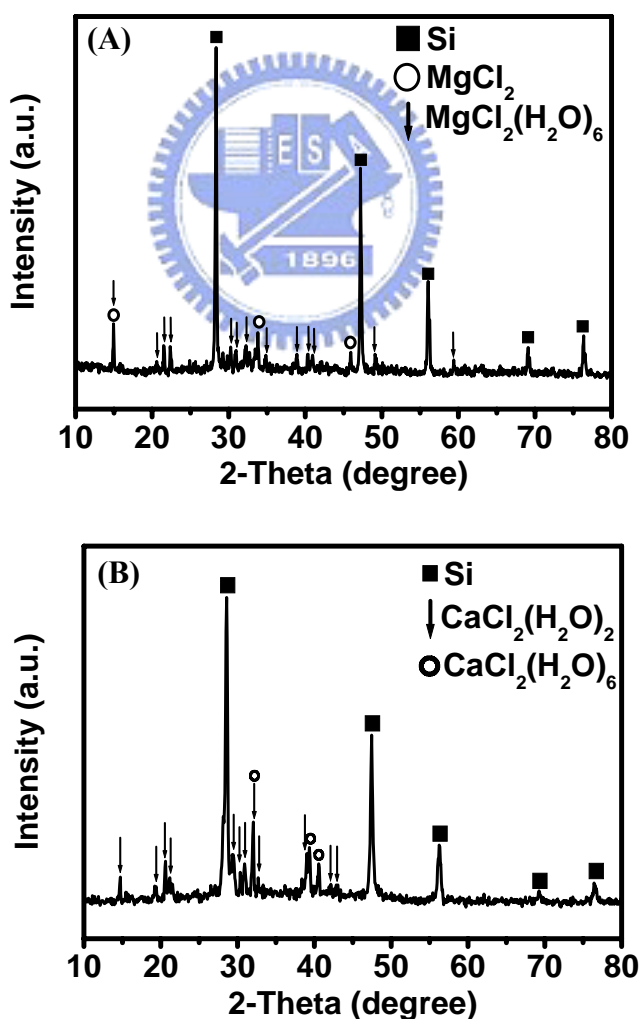 (A)
■ Si
○ MgCl₂
↓ MgCl₂(H₂O)₆
E S
1896
Intensity (a.u.)
10 20 30 40 50 60 70 80
2-Theta (degree)
(B)
■ Si
↓ CaCl₂(H₂O)₂
○ CaCl₂(H₂O)₆
Intensity (a.u.)
10 20 30 40 50 60 70 80
2-Theta (degree)